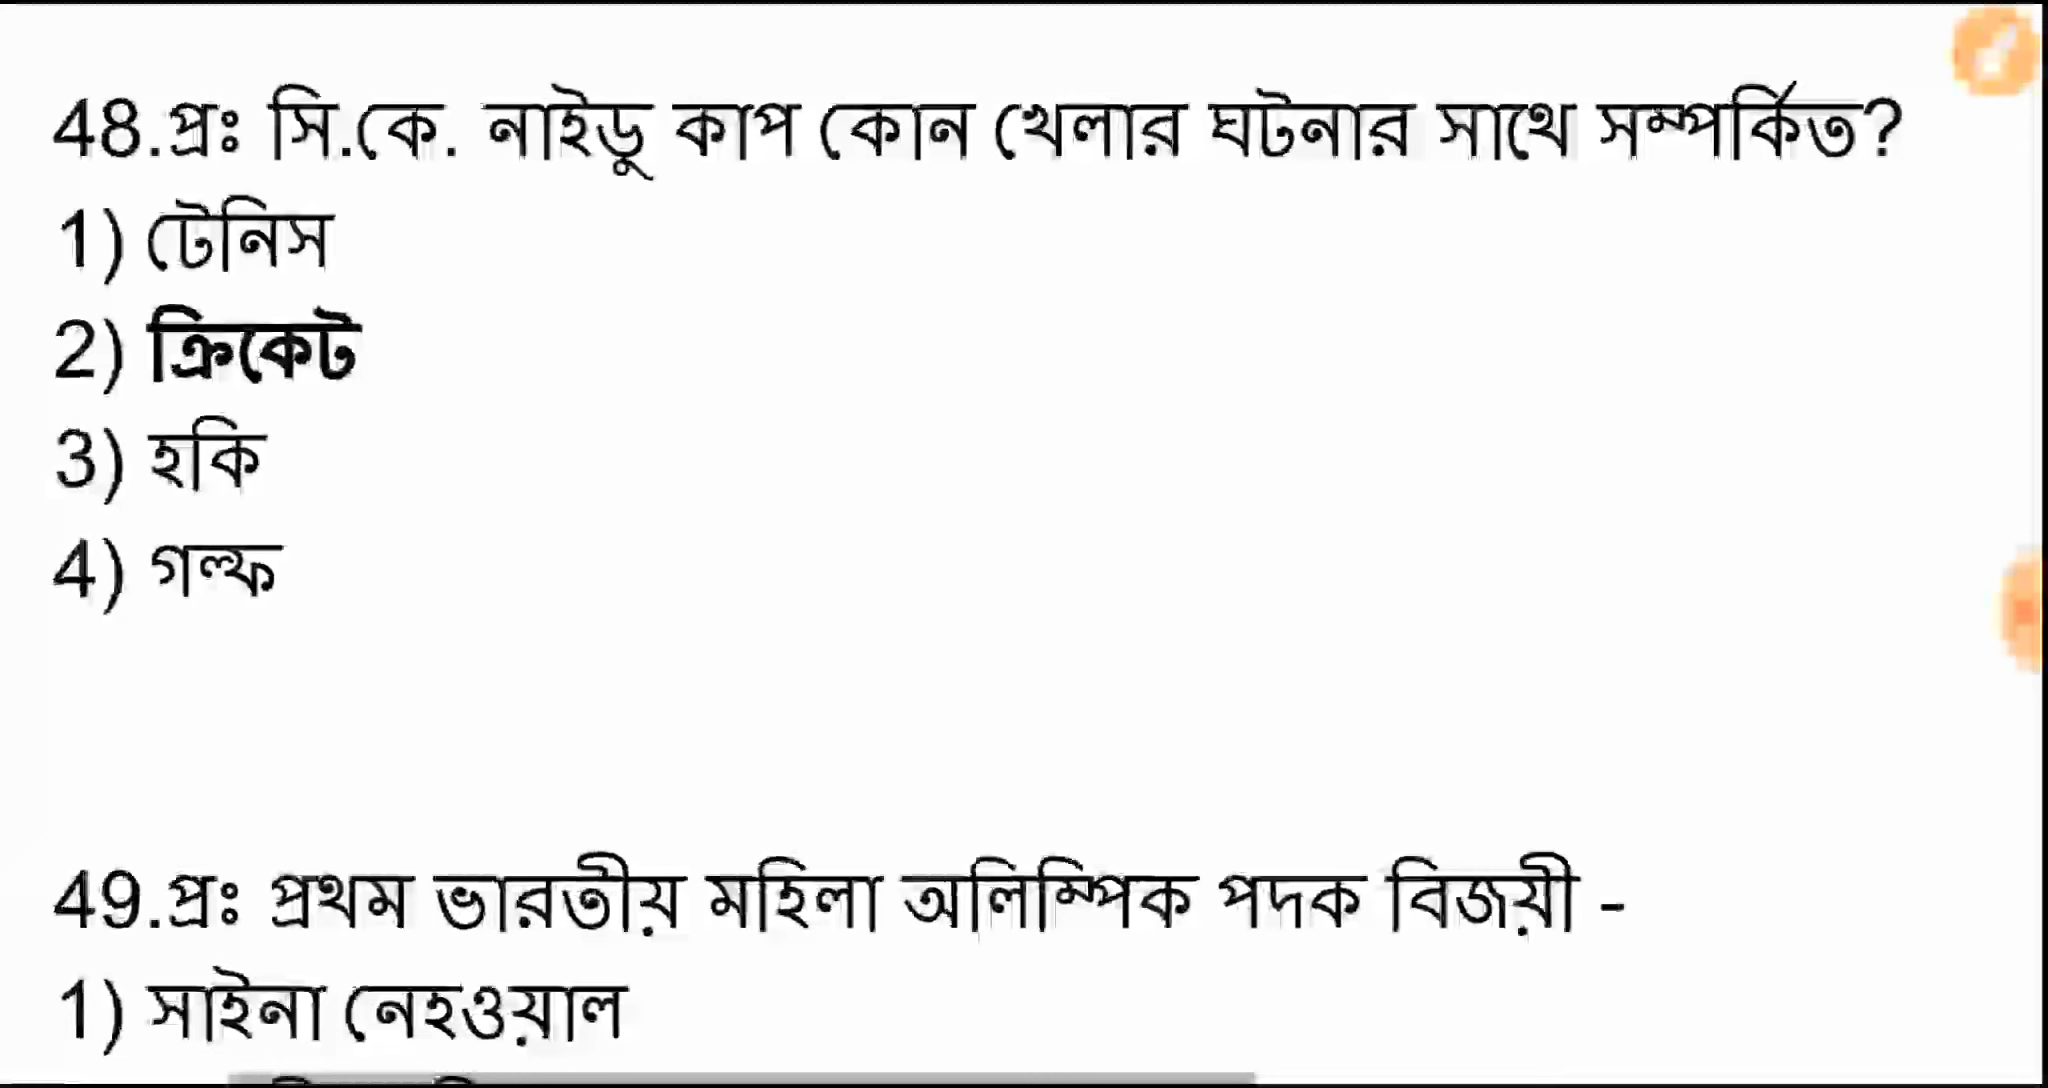 48.প্রঃ সি.কে. নাইডু কাপ কোন খেলার ঘটনার সাথে সম্পর্কিত?
1) টেনিস
2) ক্রিকেট
3) হকি
4) গল্ফ
49.প্রঃ প্রথম ভারতীয় মহিলা অলিম্পিক পদক বিজয়ী -
1) সাইনা নেহওয়াল